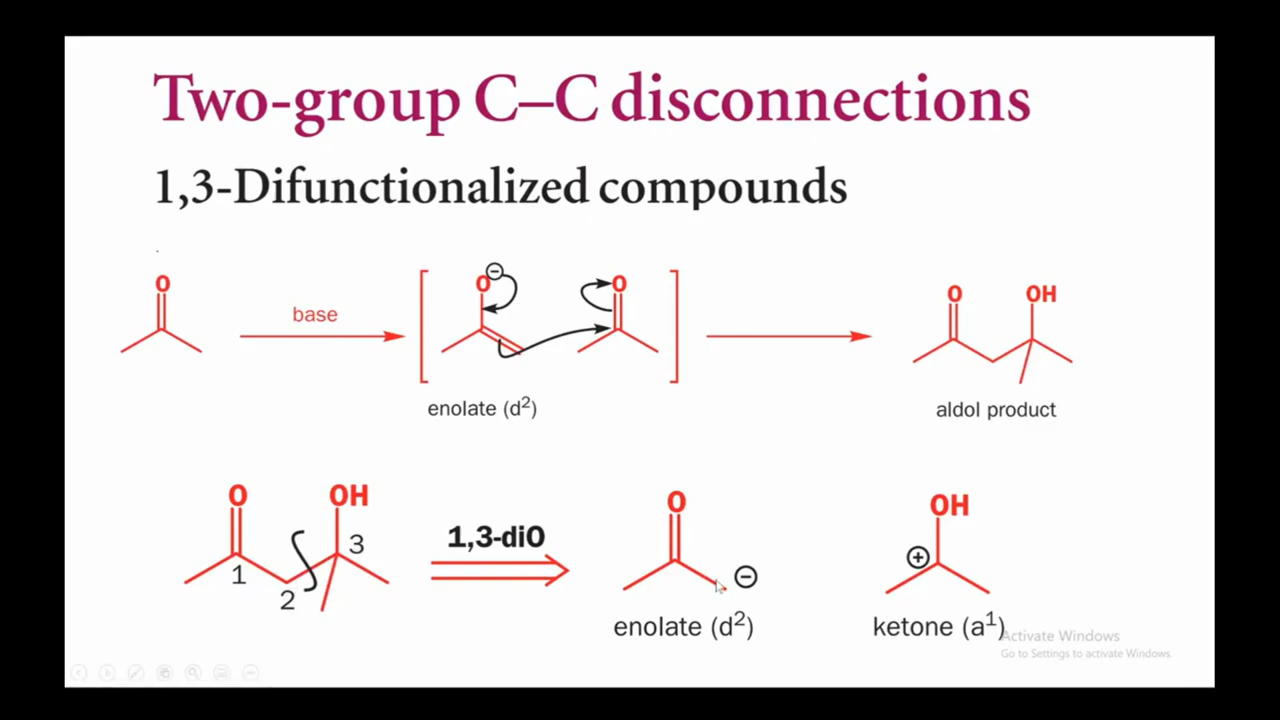 Two-group C–C disconnections
1,3-Difunctionalized compounds
O
base
O
⊖
O
O
OH
enolate (d²)
aldol product
O
OH
1
2
3
1,3-diO
O
⊖
OH
⊕
enolate (d²)
ketone (a¹)
Activate Windows
Go to Settings to activate Windows.